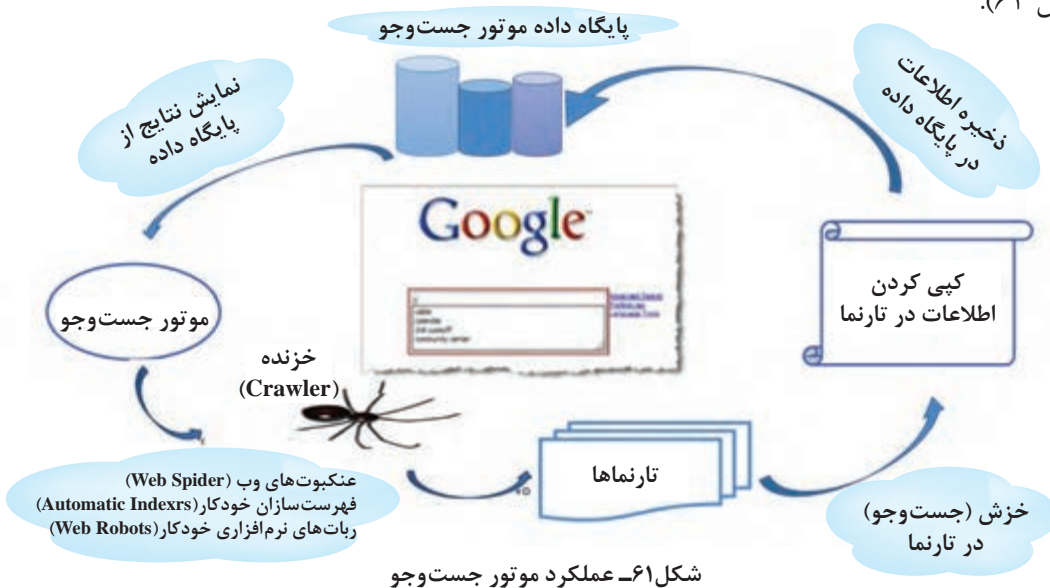 ل ۶۱).
پایگاه داده موتور جست‌وجو
ذخیره اطلاعات
در پایگاه داده
نمایش نتایج از
پایگاه داده
Google
کپی کردن
اطلاعات در تارنما
موتور جست‌وجو
خزنده
(Crawler)
تارنماها
خزش (جست‌وجو)
در تارنما
عنکبوت‌های وب (Web Spider)
فهرست‌سازان خودکار(Automatic Indexrs)
ربات‌های نرم‌افزاری خودکار(Web Robots)
شکل۶۱ــ عملکرد موتور جست‌وجو